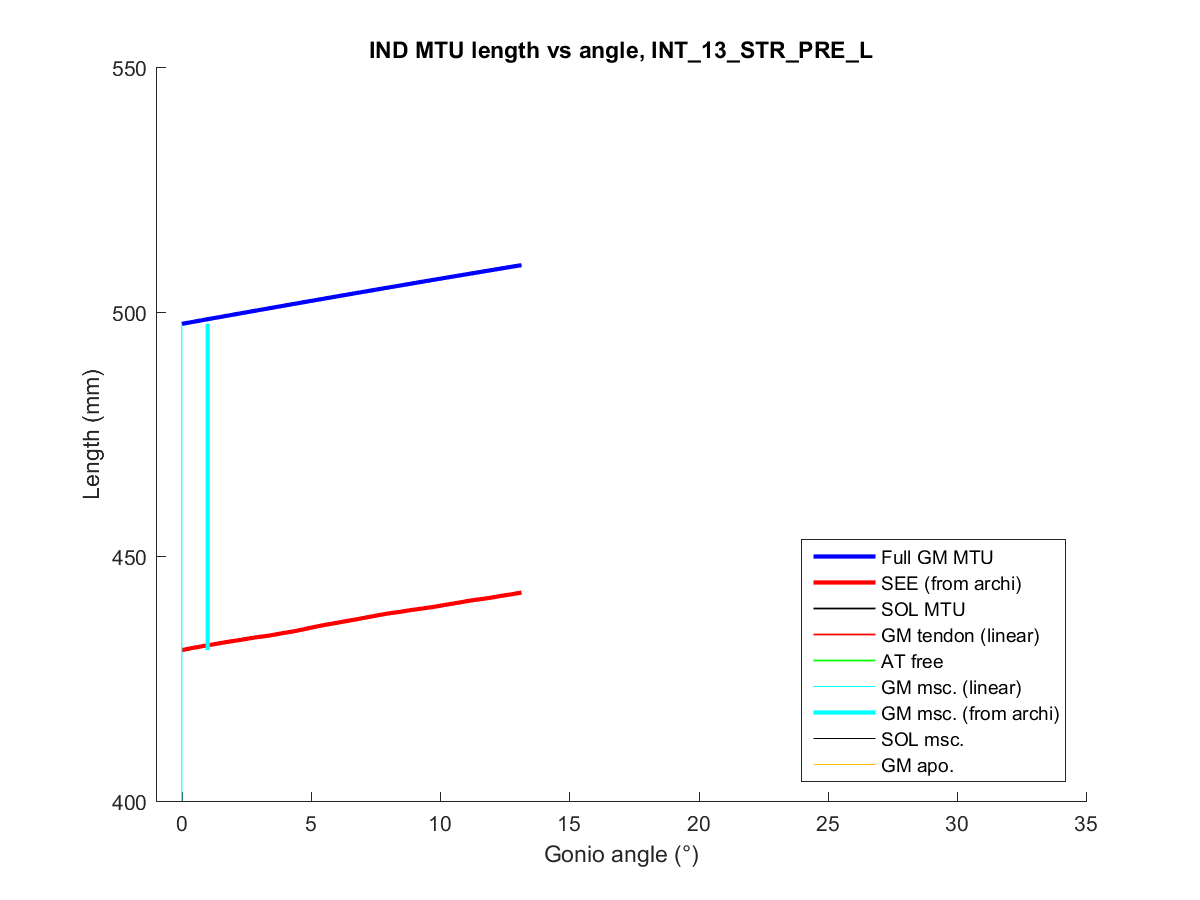 IND MTU length vs angle, INT_13_STR_PRE_L
550
500
450
400
Length (mm)
0 5 10 15 20 25 30 35
Gonio angle (°)
Full GM MTU
SEE (from archi)
SOL MTU
GM tendon (linear)
AT free
GM msc. (linear)
GM msc. (from archi)
SOL msc.
GM apo.